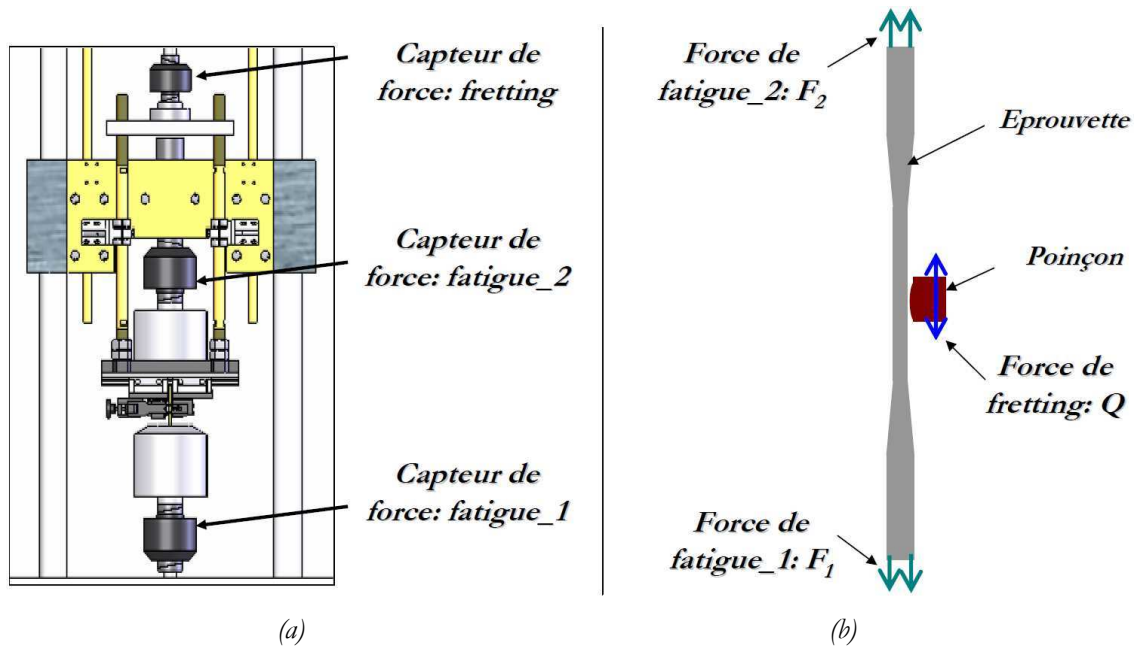 Capteur de
force: fretting
Capteur de
force: fatigue_2
Capteur de
force: fatigue_1
(a)
Force de
fatigue_2: F2
Eprouvette
Poinçon
Force de
fretting: Q
Force de
fatigue_1: F1
(b)